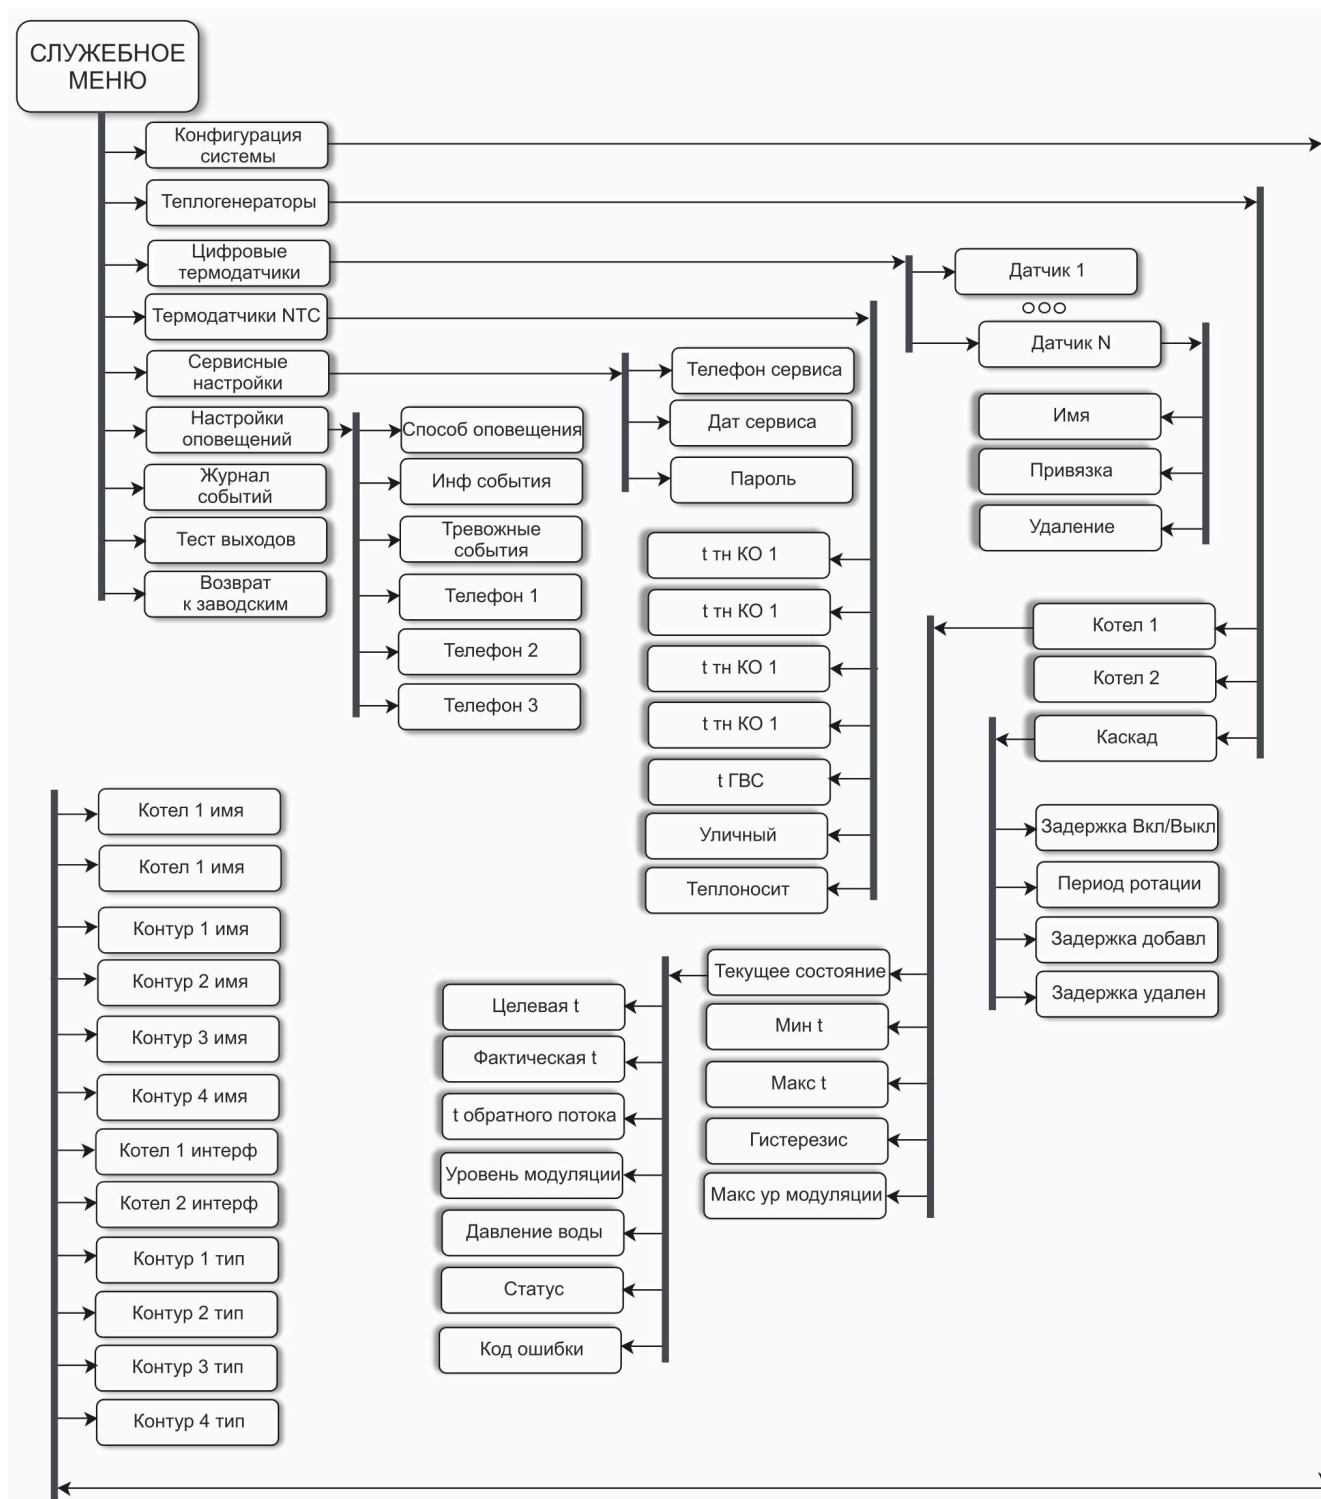 СЛУЖЕБНОЕ
МЕНЮ
Конфигурация
системы
Теплогенераторы
Цифровые
термодатчики
Термодатчики NTC
Сервисные
настройки
Настройки
оповещений
Журнал
событий
Тест выходов
Возврат
к заводским
Способ оповещения
Инф события
Тревожные
события
Телефон 1
Телефон 2
Телефон 3
Телефон сервиса
Дат сервиса
Пароль
Датчик 1
Датчик N
Имя
Привязка
Удаление
t тн КО 1
t тн КО 1
t тн КО 1
t тн КО 1
t ГВС
Уличный
Теплоносит
Котел 1
Котел 2
Каскад
Задержка Вкл/Выкл
Период ротации
Задержка добавл
Задержка удален
Текущее состояние
Мин t
Макс t
Гистерезис
Макс ур модуляции
Целевая t
Фактическая t
t обратного потока
Уровень модуляции
Давление воды
Статус
Код ошибки
Котел 1 имя
Котел 1 имя
Контур 1 имя
Контур 2 имя
Контур 3 имя
Контур 4 имя
Котел 1 интерф
Котел 2 интерф
Контур 1 тип
Контур 2 тип
Контур 3 тип
Контур 4 тип